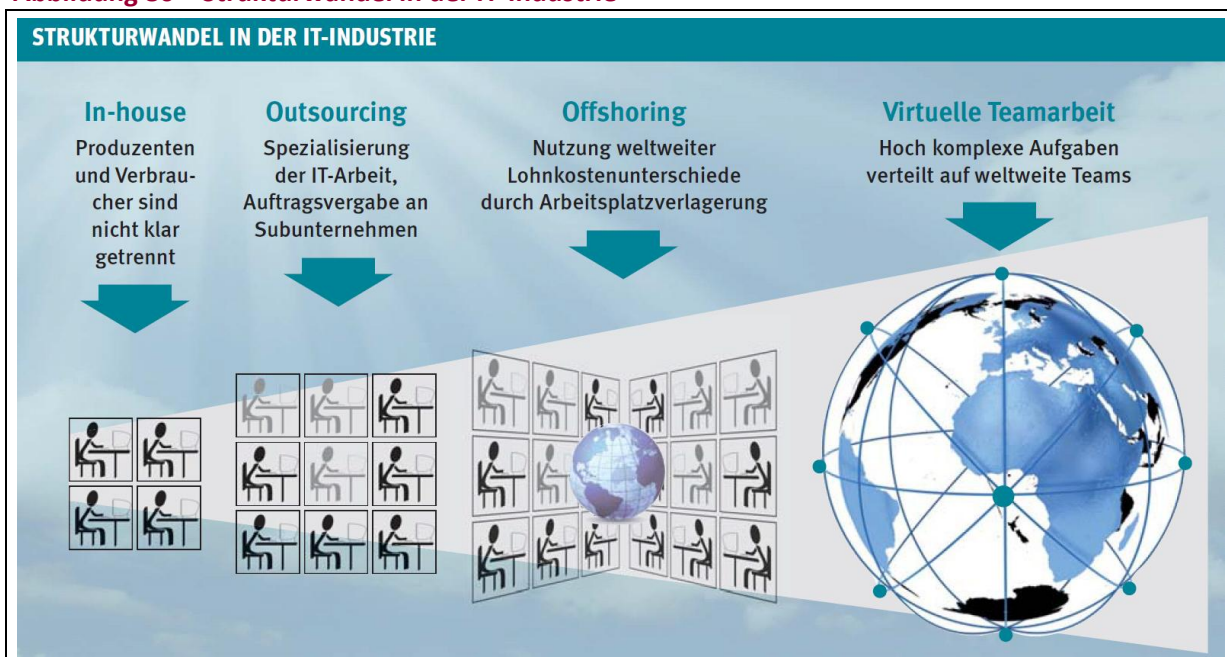 STRUKTURWANDEL IN DER IT-INDUSTRIE
In-house
Produzenten
und Verbrau-
cher sind
nicht klar
getrennt
Outsourcing
Spezialisierung
der IT-Arbeit,
Auftragsvergabe an
Subunternehmen
Offshoring
Nutzung weltweiter
Lohnkostenunterschiede
durch Arbeitsplatzverlagerung
Virtuelle Teamarbeit
Hoch komplexe Aufgaben
verteilt auf weltweite Teams